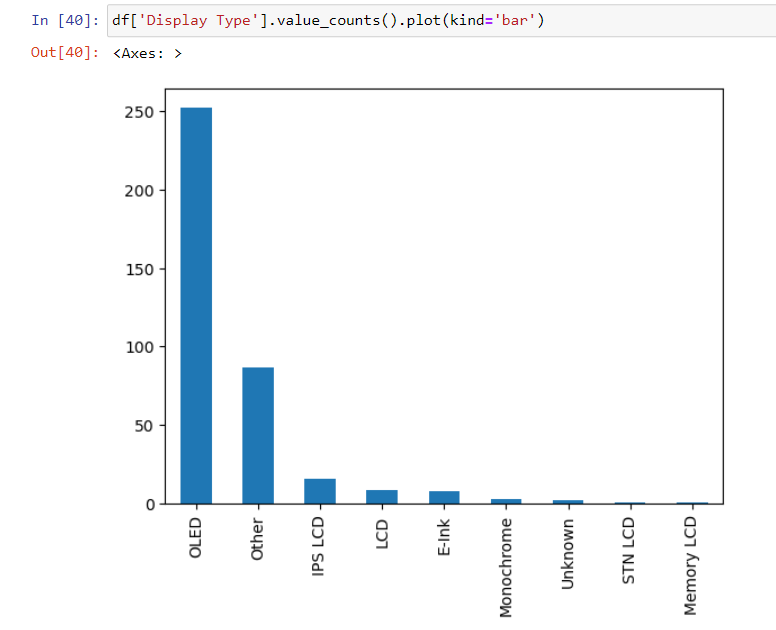 In [40]: df['Display Type'].value_counts().plot(kind='bar')
Out[40]: <Axes: >
250
200
150
100
50
0
OLED
Other
IPS LCD
LCD
E-Ink
Monochrome
Unknown
STN LCD
Memory LCD